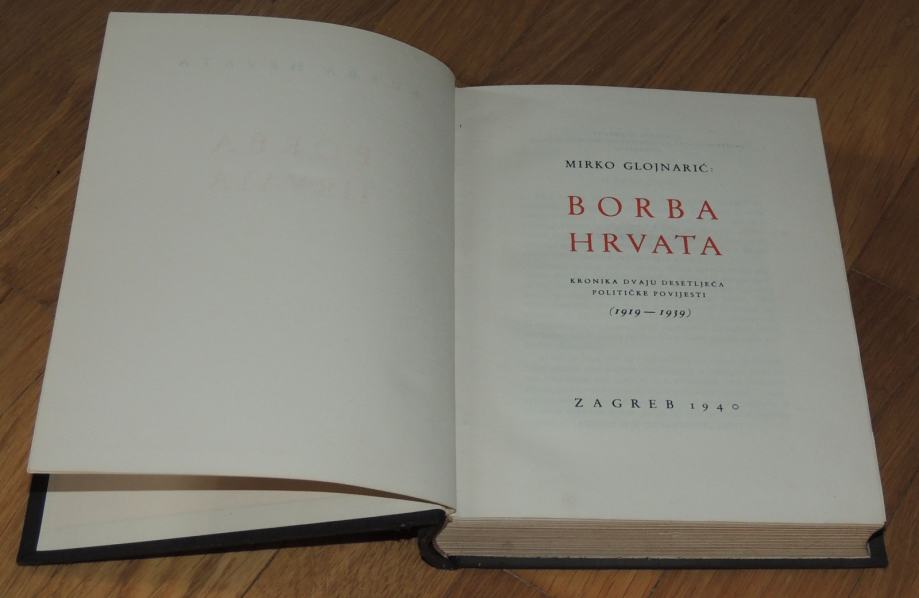 MIRKO GLOJNARIĆ:
BORBA
HRVATA
KRONIKA DVAJU DESETLJEĆA
POLITIČKE POVIJESTI
(1919 — 1939)
ZAGREB 1940